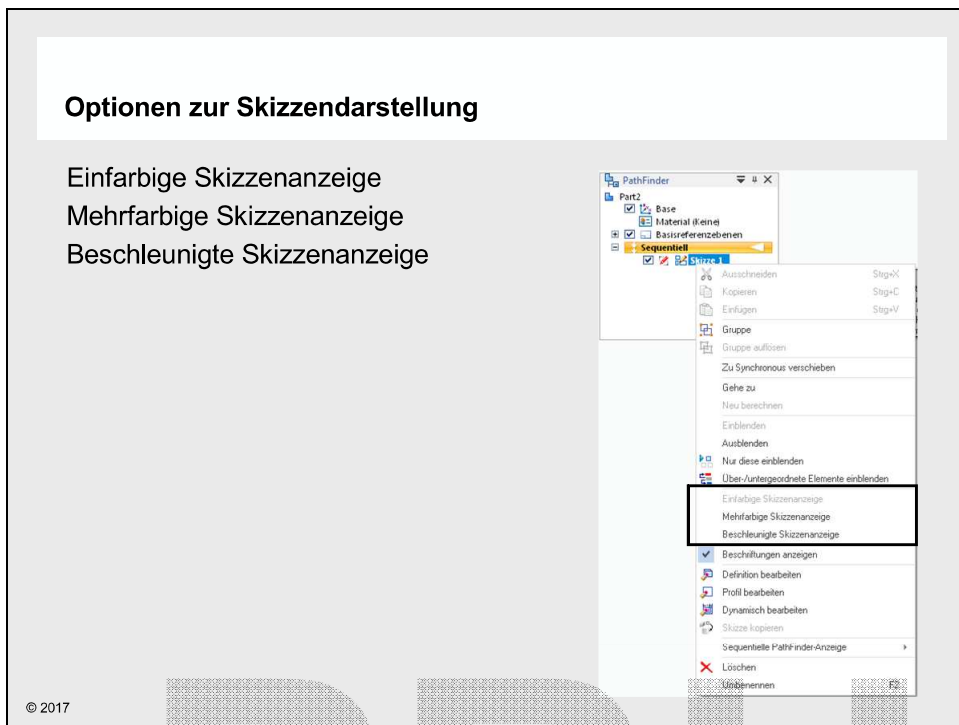 Optionen zur Skizzendarstellung
Einfarbige Skizzenanzeige
Mehrfarbige Skizzenanzeige
Beschleunigte Skizzenanzeige
PathFinder
Part2
Base
Material (Keine)
Basisreferenzebenen
Sequentiell
Skizze 1
Ausschneiden Strg+X
Kopieren Strg+C
Einfügen Strg+V
Gruppe
Gruppe auflösen
Zu Synchronous verschieben
Gehe zu
Neu berechnen
Einblenden
Ausblenden
Nur diese einblenden
Über-/untergeordnete Elemente einblenden
Einfarbige Skizzenanzeige
Mehrfarbige Skizzenanzeige
Beschleunigte Skizzenanzeige
Beschriftungen anzeigen
Definition bearbeiten
Profil bearbeiten
Dynamisch bearbeiten
Skizze kopieren
Sequentielle PathFinder-Anzeige
Löschen
Umbenennen F2
© 2017